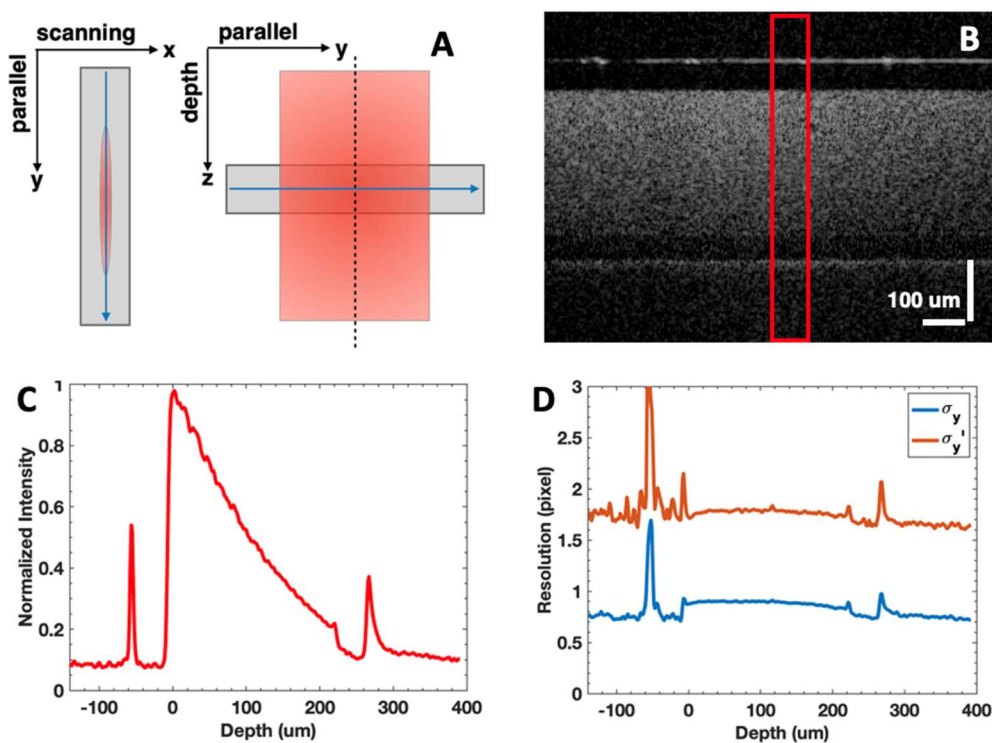 scanning
x
parallel
y
parallel
y
depth
z
A
B
100 um
C
1
0.8
0.6
0.4
0.2
0
Normalized Intensity
-100 0 100 200 300 400
Depth (um)
D
3
2.5
2
1.5
1
0.5
0
Resolution (pixel)
σy
σy'
-100 0 100 200 300 400
Depth (um)